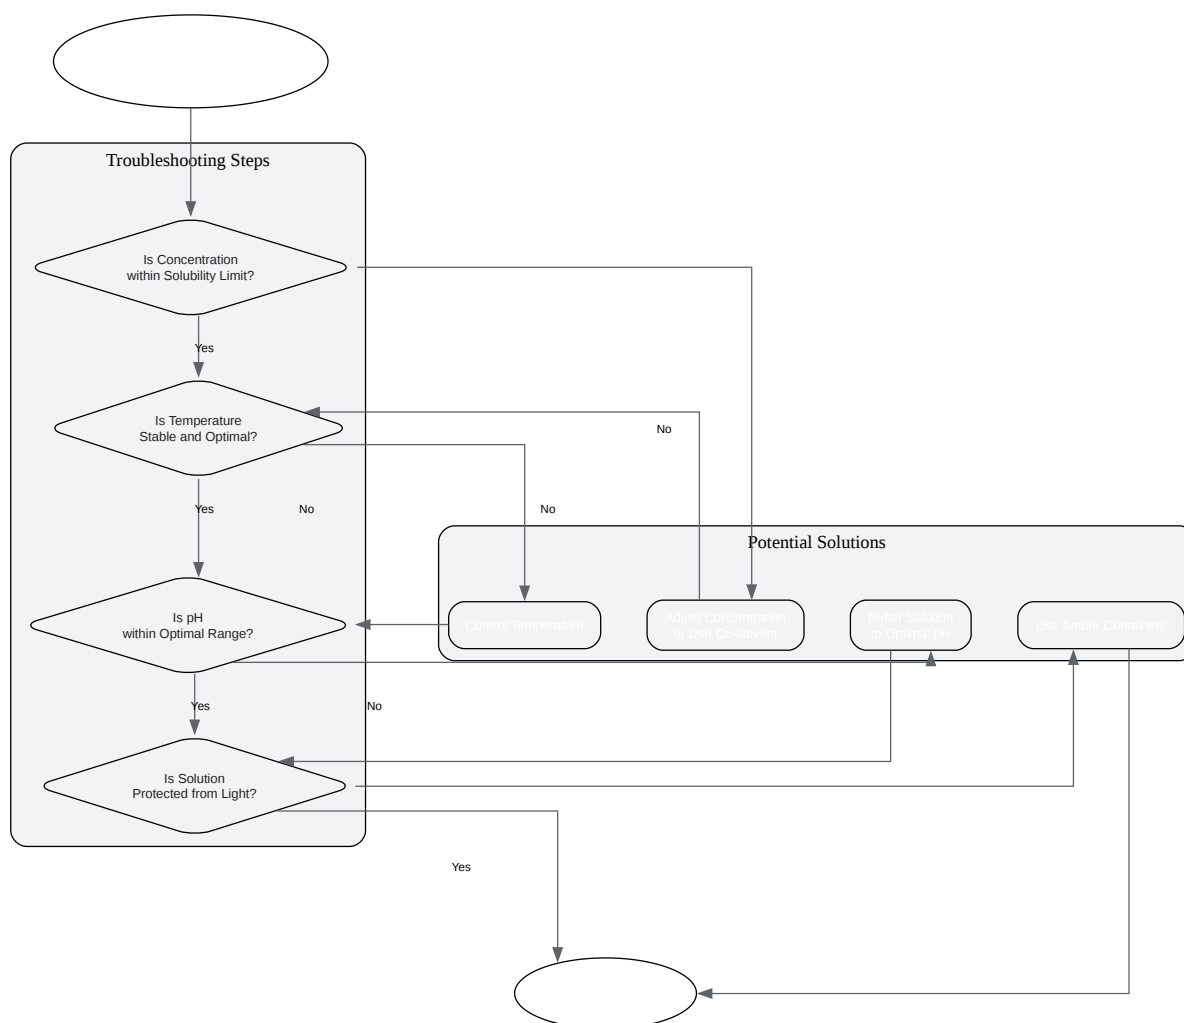 Troubleshooting Steps
Is Concentration
within Solubility Limit?
Yes
Is Temperature
Stable and Optimal?
No
Yes
No
No
Potential Solutions
Is pH
within Optimal Range?
Control Temperature
Adjust Concentration
or Use Co-solvent
Buffer Solution
to Optimal pH
Use Amber Containers
Yes
No
Is Solution
Protected from Light?
Yes